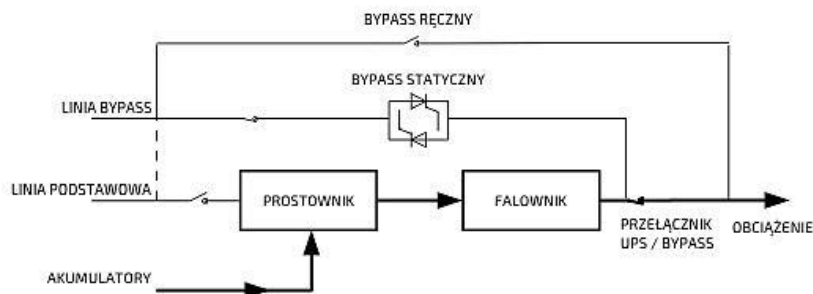 BYPASS RĘCZNY
BYPASS STATYCZNY
LINIA BYPASS
LINIA PODSTAWOWA
PROSTOWNIK
FALOWNIK
PRZEŁĄCZNIK
UPS / BYPASS
OBCIĄŻENIE
AKUMULATORY